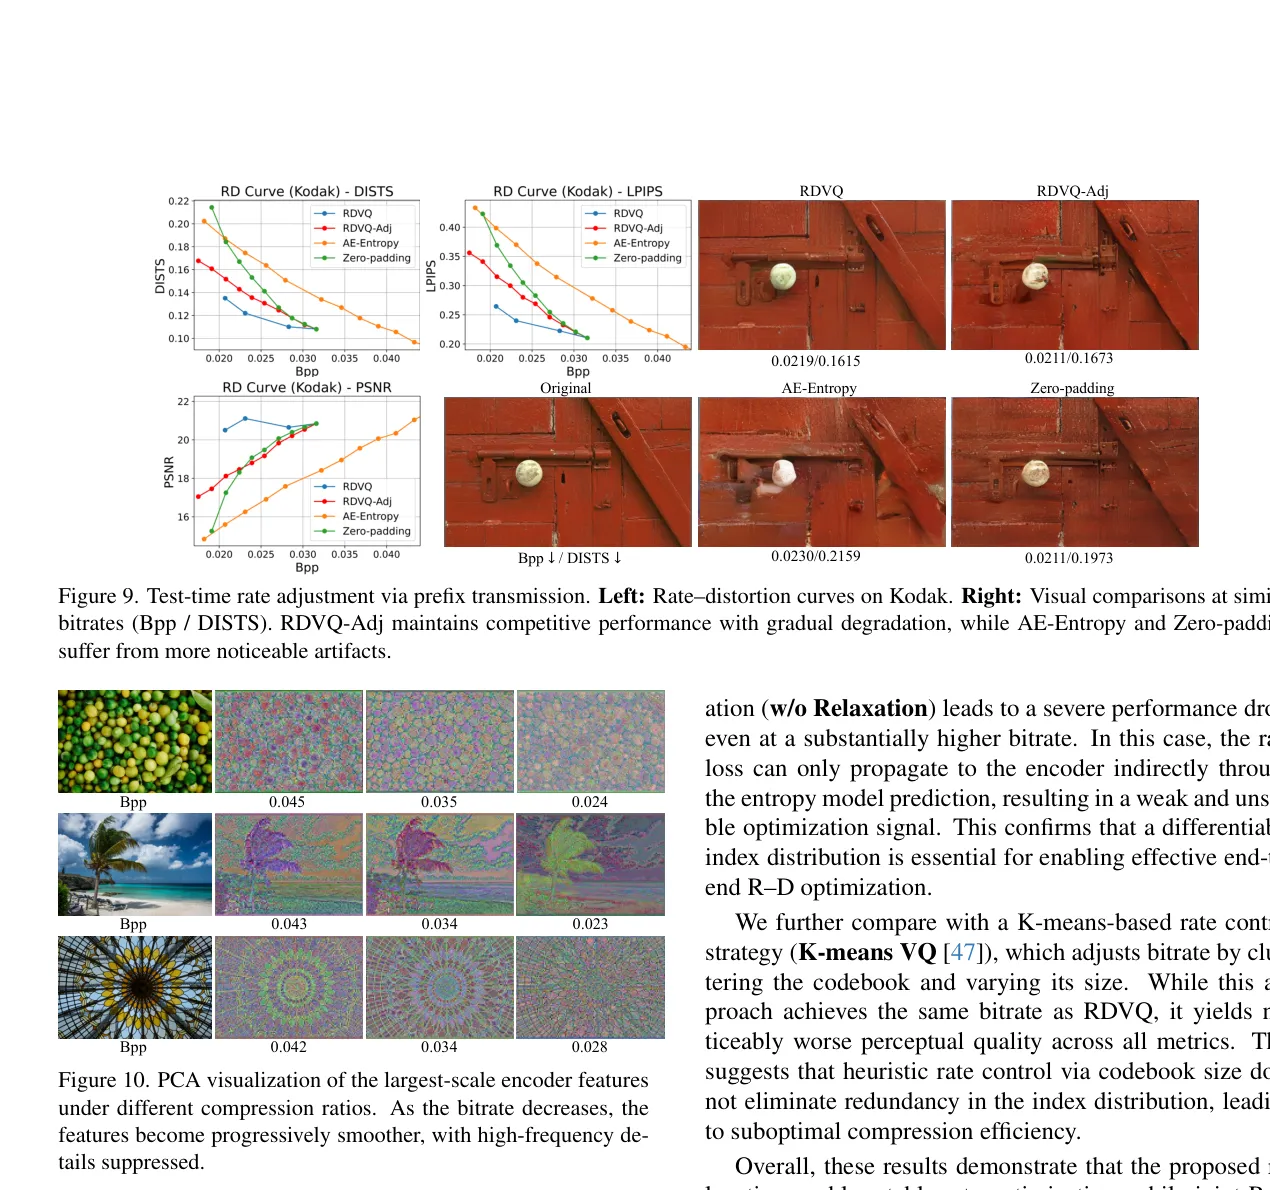 RD Curve (Kodak) - DISTS
0.22
0.20
0.18
0.16
0.14
0.12
0.10
DISTS
RDVQ
RDVQ-Adj
AE-Entropy
Zero-padding
0.020 0.025 0.030 0.035 0.040
Bpp
RD Curve (Kodak) - LPIPS
0.40
0.35
0.30
0.25
0.20
LPIPS
RDVQ
RDVQ-Adj
AE-Entropy
Zero-padding
0.020 0.025 0.030 0.035 0.040
Bpp
RDVQ
0.0219/0.1615
RDVQ-Adj
0.0211/0.1673
RD Curve (Kodak) - PSNR
22
20
18
16
PSNR
RDVQ
RDVQ-Adj
AE-Entropy
Zero-padding
0.020 0.025 0.030 0.035 0.040
Bpp
Original
Bpp ↓ / DISTS ↓
AE-Entropy
0.0230/0.2159
Zero-padding
0.0211/0.1973
Figure 9. Test-time rate adjustment via prefix transmission. Left: Rate–distortion curves on Kodak. Right: Visual comparisons at simi
bitrates (Bpp / DISTS). RDVQ-Adj maintains competitive performance with gradual degradation, while AE-Entropy and Zero-paddi
suffer from more noticeable artifacts.
Bpp 0.045 0.035 0.024
Bpp 0.043 0.034 0.023
Bpp 0.042 0.034 0.028
Figure 10. PCA visualization of the largest-scale encoder features
under different compression ratios. As the bitrate decreases, the
features become progressively smoother, with high-frequency de-
tails suppressed.
ation (w/o Relaxation) leads to a severe performance dro
even at a substantially higher bitrate. In this case, the ra
loss can only propagate to the encoder indirectly throu
the entropy model prediction, resulting in a weak and uns
ble optimization signal. This confirms that a differentiab
index distribution is essential for enabling effective end-t
end R–D optimization.
We further compare with a K-means-based rate contr
strategy (K-means VQ [47]), which adjusts bitrate by clu
tering the codebook and varying its size. While this a
proach achieves the same bitrate as RDVQ, it yields n
ticeably worse perceptual quality across all metrics. Th
suggests that heuristic rate control via codebook size do
not eliminate redundancy in the index distribution, leadi
to suboptimal compression efficiency.
Overall, these results demonstrate that the proposed r